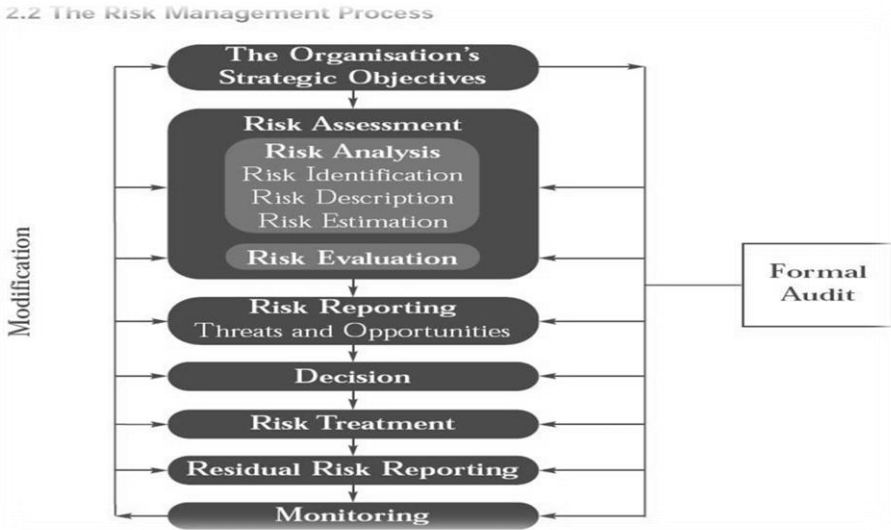 2.2 The Risk Management Process
The Organisation's
Strategic Objectives
Risk Assessment
Risk Analysis
Risk Identification
Risk Description
Risk Estimation
Risk Evaluation
Risk Reporting
Threats and Opportunities
Decision
Risk Treatment
Residual Risk Reporting
Monitoring
Modification
Formal
Audit